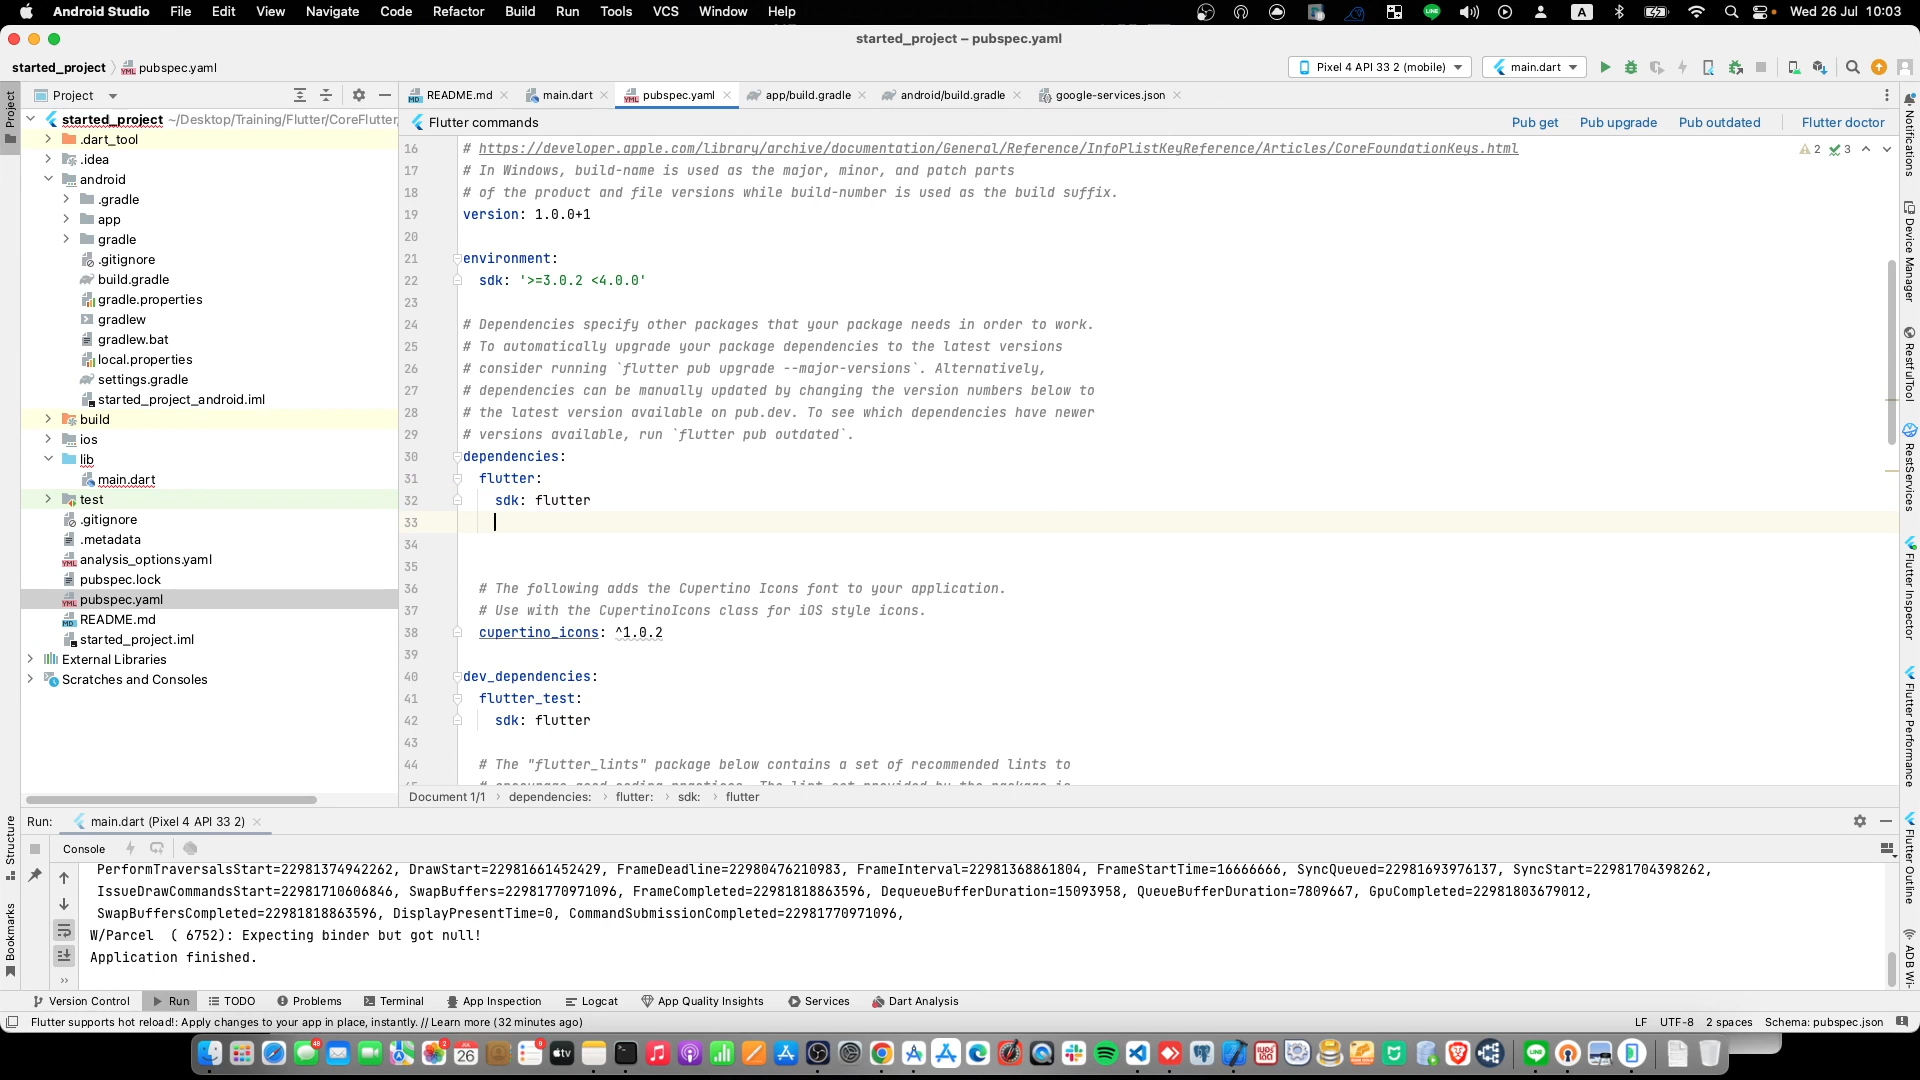 Android Studio File Edit View Navigate Code Refactor Build Run Tools VCS Window Help
A Wed 26 Jul 10:03
started_project – pubspec.yaml
started_project pubspec.yaml
Pixel 4 API 33 2 (mobile) main.dart
Project
README.md main.dart pubspec.yaml app/build.gradle android/build.gradle google-services.json
Flutter commands Pub get Pub upgrade Pub outdated Flutter doctor
started_project ~/Desktop/Training/Flutter/CoreFlutter
.dart_tool
.idea
android
.gradle
app
gradle
.gitignore
build.gradle
gradle.properties
gradlew
gradlew.bat
local.properties
settings.gradle
started_project_android.iml
build
ios
lib
main.dart
test
.gitignore
.metadata
analysis_options.yaml
pubspec.lock
pubspec.yaml
README.md
started_project.iml
External Libraries
Scratches and Consoles
2 3
16 # https://developer.apple.com/library/archive/documentation/General/Reference/InfoPlistKeyReference/Articles/CoreFoundationKeys.html
17 # In Windows, build-name is used as the major, minor, and patch parts
18 # of the product and file versions while build-number is used as the build suffix.
19 version: 1.0.0+1
20
21 environment:
22 sdk: '>=3.0.2 <4.0.0'
23
24 # Dependencies specify other packages that your package needs in order to work.
25 # To automatically upgrade your package dependencies to the latest versions
26 # consider running `flutter pub upgrade --major-versions`. Alternatively,
27 # dependencies can be manually updated by changing the version numbers below to
28 # the latest version available on pub.dev. To see which dependencies have newer
29 # versions available, run `flutter pub outdated`.
30 dependencies:
31 flutter:
32 sdk: flutter
33
34
35
36 # The following adds the Cupertino Icons font to your application.
37 # Use with the CupertinoIcons class for iOS style icons.
38 cupertino_icons: ^1.0.2
39
40 dev_dependencies:
41 flutter_test:
42 sdk: flutter
43
44 # The "flutter_lints" package below contains a set of recommended lints to
Document 1/1 dependencies: flutter: sdk: flutter
Run: main.dart (Pixel 4 API 33 2)
Console
PerformTraversalsStart=22981374942262, DrawStart=22981661452429, FrameDeadline=22980476210983, FrameInterval=22981368861804, FrameStartTime=16666666, SyncQueued=22981693976137, SyncStart=22981704398262,
IssueDrawCommandsStart=22981710606846, SwapBuffers=22981770971096, FrameCompleted=22981818863596, DequeueBufferDuration=15093958, QueueBufferDuration=7809667, GpuCompleted=22981803679012,
SwapBuffersCompleted=22981818863596, DisplayPresentTime=0, CommandSubmissionCompleted=22981770971096,
W/Parcel ( 6752): Expecting binder but got null!
Application finished.
Version Control Run TODO Problems Terminal App Inspection Logcat App Quality Insights Services Dart Analysis
Flutter supports hot reload!: Apply changes to your app in place, instantly. // Learn more (32 minutes ago) LF UTF-8 2 spaces Schema: pubspec.json
Project
Structure
Bookmarks
Notifications
Device Manager
RestfulTool
RestServices
Flutter Inspector
Flutter Performance
Flutter Outline
ADB Wi-